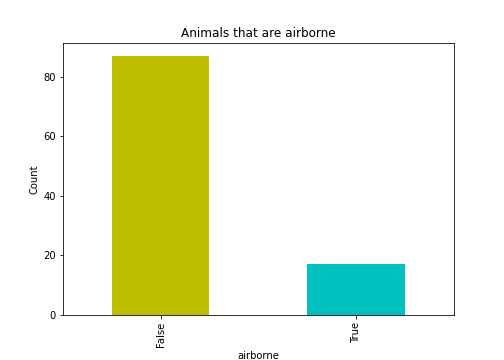 Animals that are airborne
80
60
40
20
0
Count
False
True
airborne